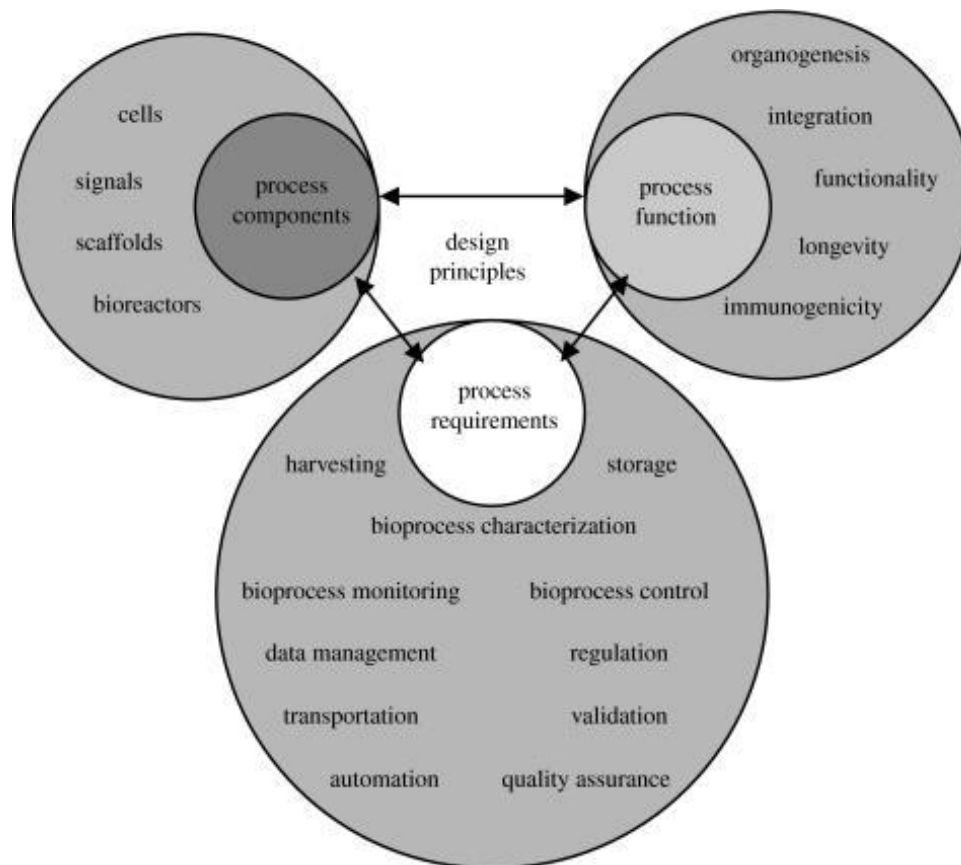 cells
signals
scaffolds
bioreactors
process
components
design
principles
process
function
organogenesis
integration
functionality
longevity
immunogenicity
process
requirements
harvesting
storage
bioprocess characterization
bioprocess monitoring
bioprocess control
data management
regulation
transportation
validation
automation
quality assurance